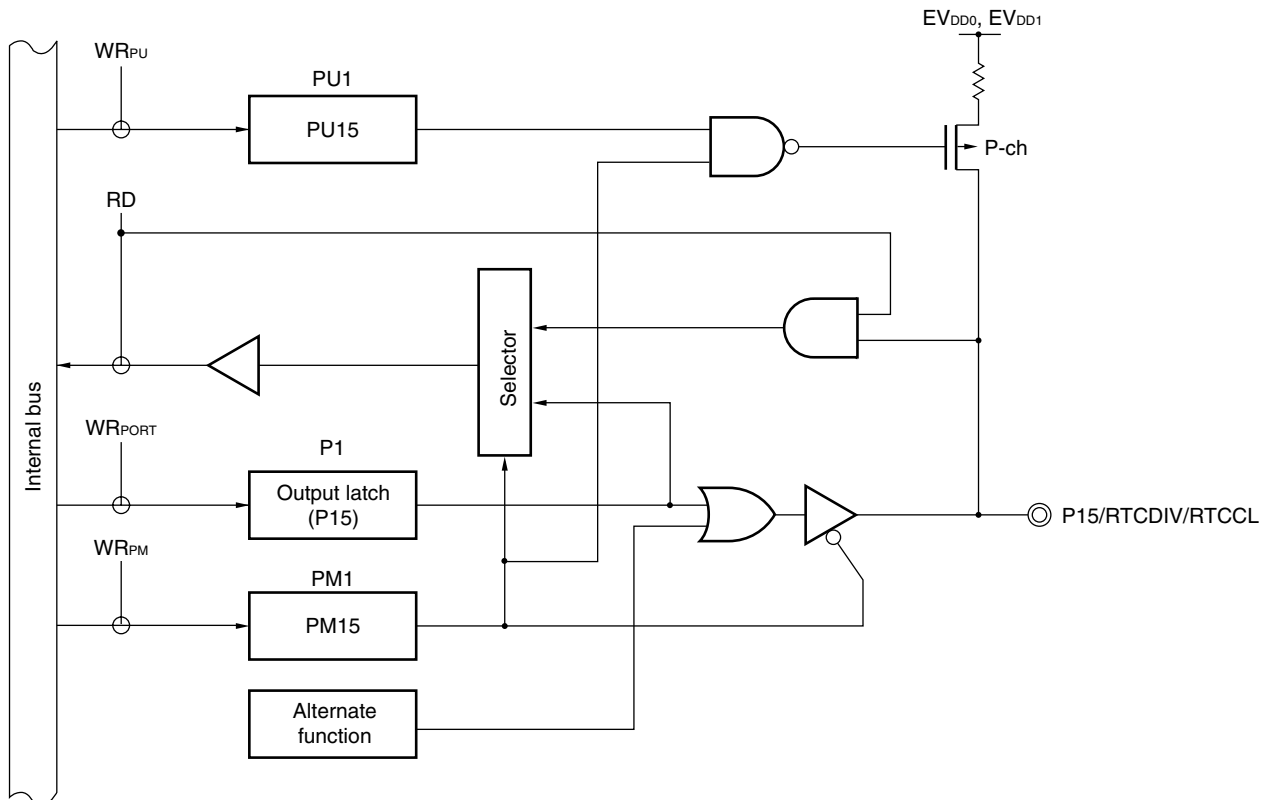 EVDD0, EVDD1
WRPU
PU1
PU15
P-ch
RD
Selector
Internal bus
WRPORT
P1
Output latch
(P15)
P15/RTCDIV/RTCCL
WRPM
PM1
PM15
Alternate
function